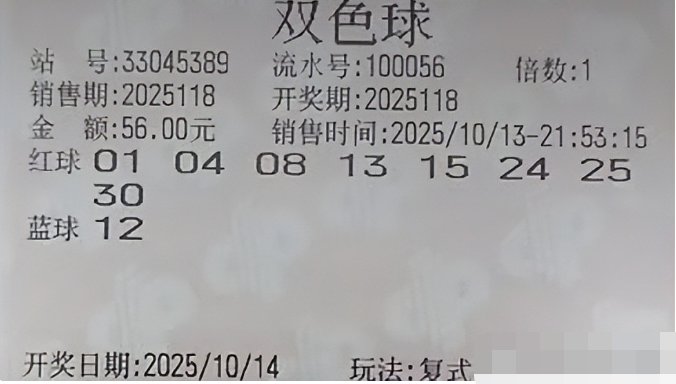 双色球
站 号:33045389 流水号:100056 倍数:1
销售期:2025118 开奖期:2025118
金 额:56.00元 销售时间:2025/10/13-21:53:15
红球 01 04 08 13 15 24 25
30
蓝球 12
开奖日期:2025/10/14 玩法:复式